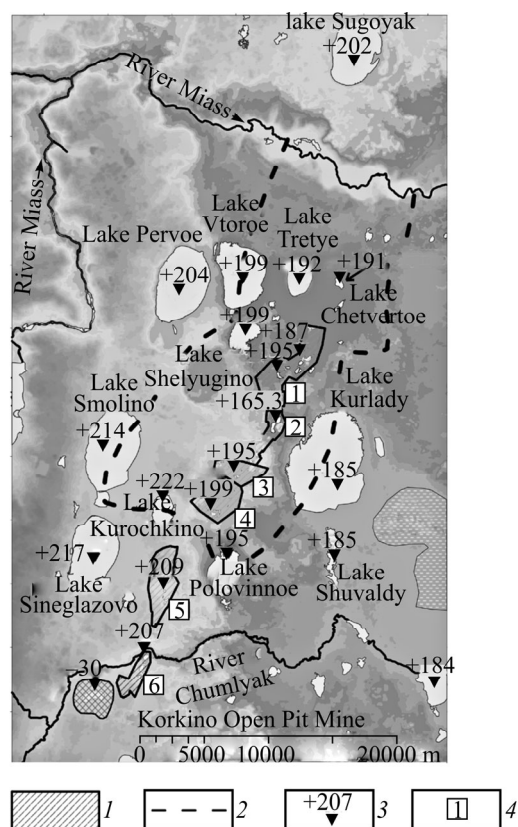 lake Sugoyak
+202
River Miass
River Miass
Lake Vtoroe
Lake Tretye
Lake Pervoe
+204
+199
+192
+191
Lake Chetvertoe
+199
+187
+195
Lake Shelyugino
1
Lake Kurlady
+165.3
2
Lake Smolino
+214
+195
+185
3
+222
+199
Lake Kurochkino
4
+195
+185
+217
+209
Lake Polovinnoe
Lake Shuvaldy
Lake Sineglazovo
5
+207
River Chumlyak
+184
–30
6
Korkino Open Pit Mine
0 5000 10000 20000 m
1
2
+207
3
1
4